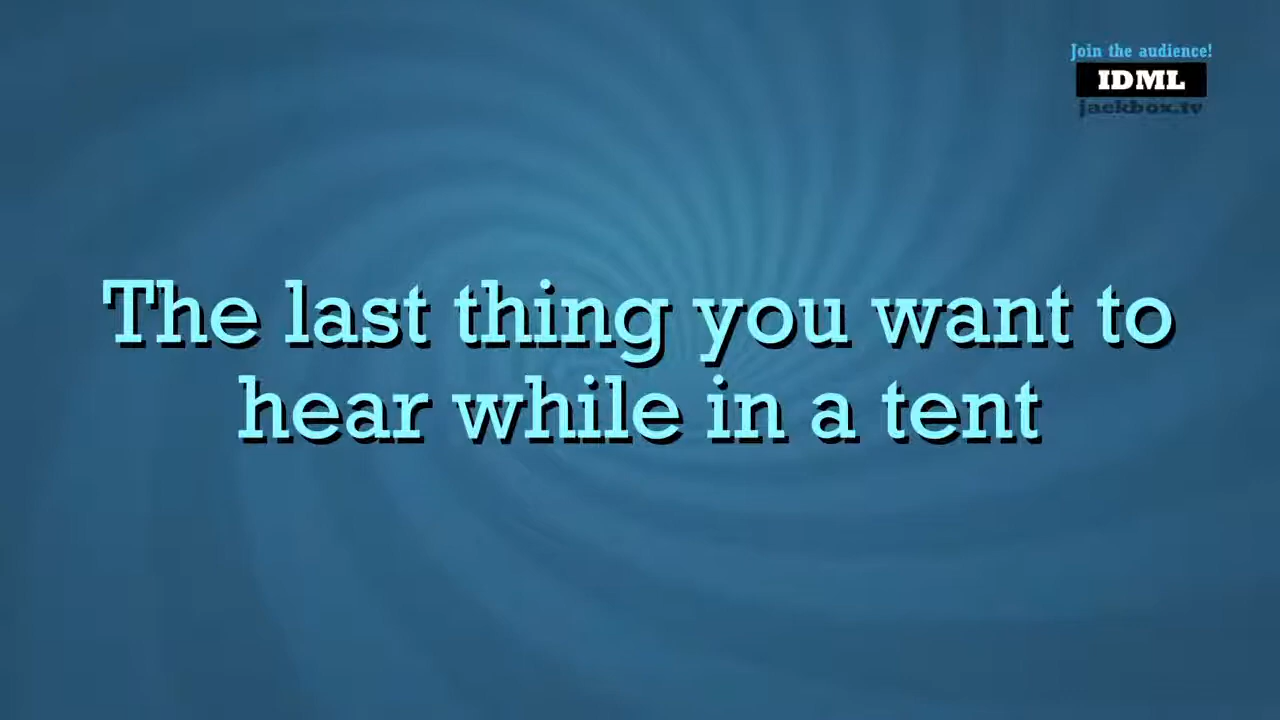 Join the audience!
IDML
jackbox.tv
The last thing you want to
hear while in a tent